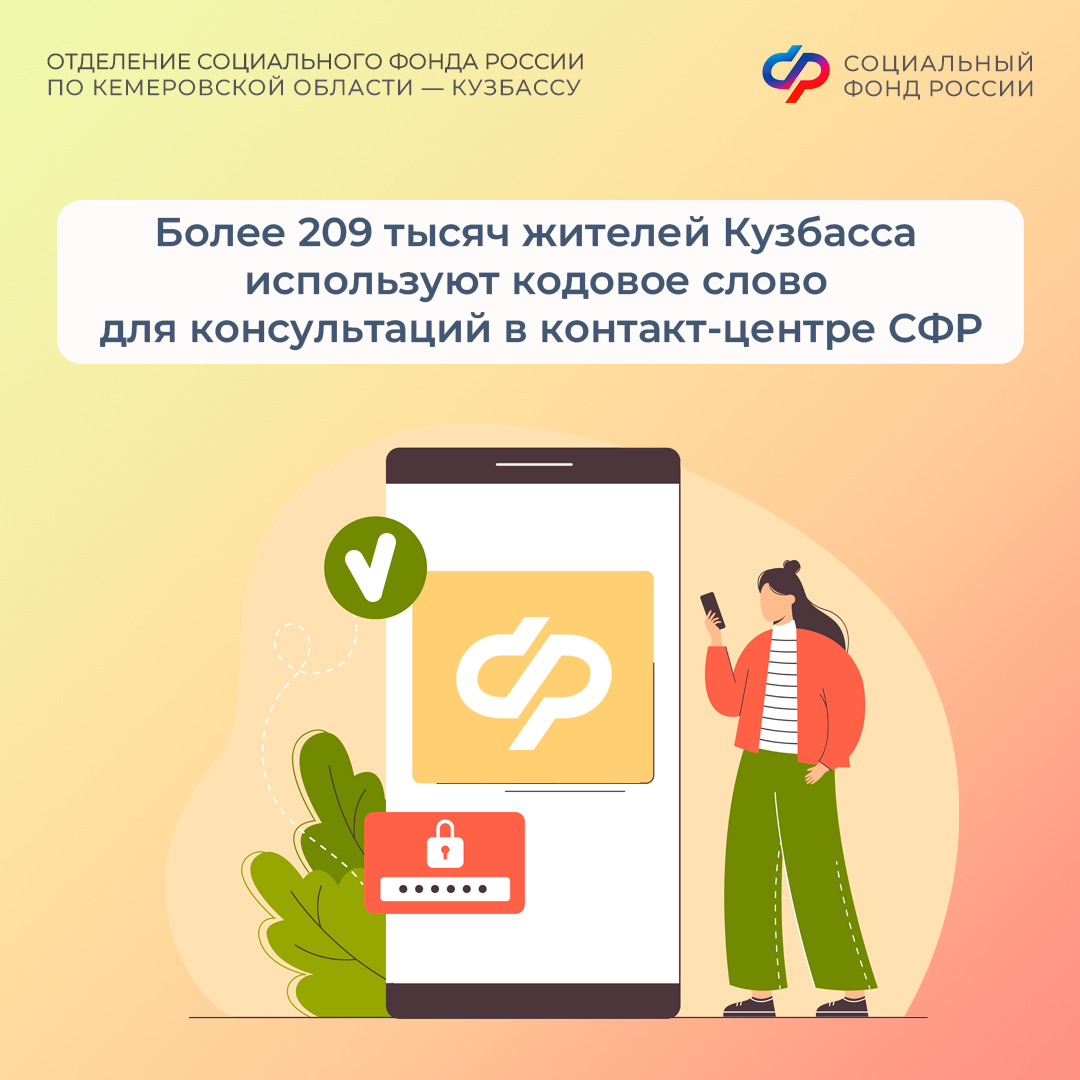 ОТДЕЛЕНИЕ СОЦИАЛЬНОГО ФОНДА РОССИИ
ПО КЕМЕРОВСКОЙ ОБЛАСТИ — КУЗБАССУ
СОЦИАЛЬНЫЙ
ФОНД РОССИИ
Более 209 тысяч жителей Кузбасса
используют кодовое слово
для консультаций в контакт-центре СФР